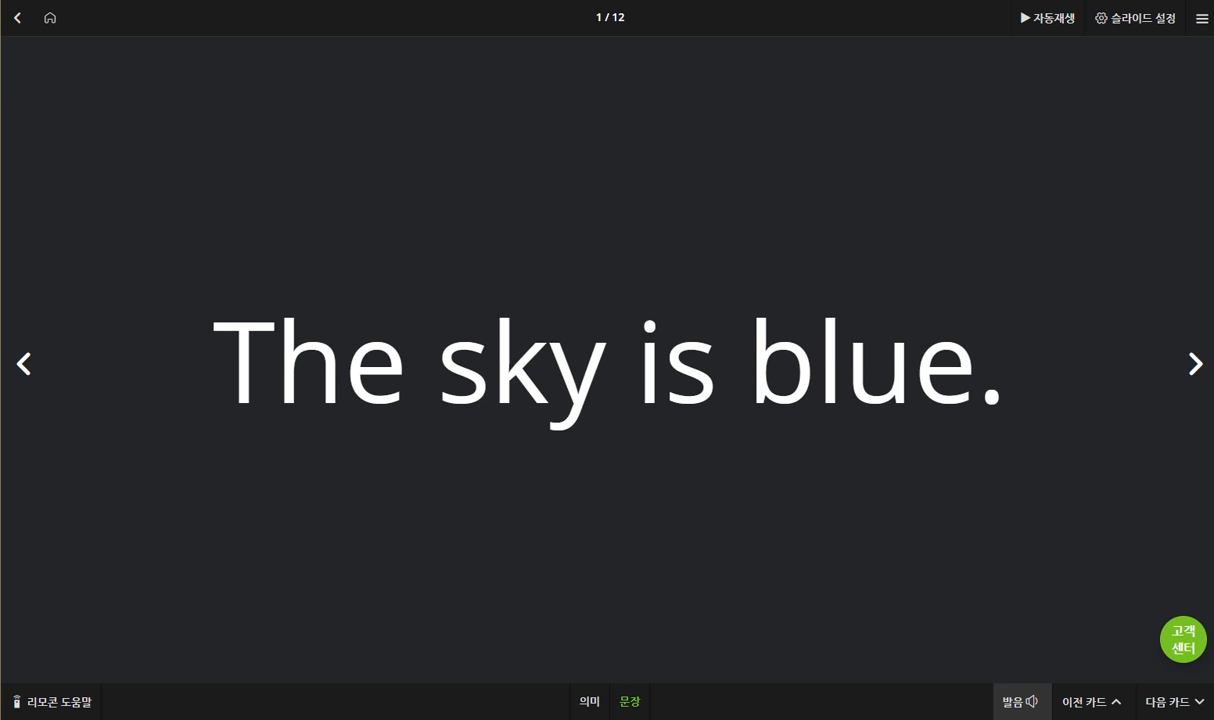 1 / 12
자동재생
슬라이드 설정
The sky is blue.
고객
센터
리모콘 도움말
의미
문장
발음
이전 카드
다음 카드